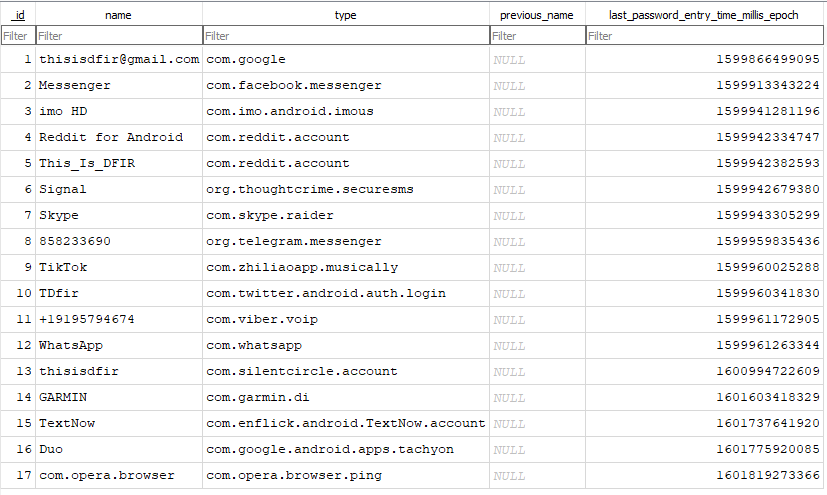 _id name type previous_name last_password_entry_time_millis_epoch
Filter Filter Filter Filter Filter
1 thisisdfir@gmail.com com.google NULL 1599866499095
2 Messenger com.facebook.messenger NULL 1599913343224
3 imo HD com.imo.android.imous NULL 1599941281196
4 Reddit for Android com.reddit.account NULL 1599942334747
5 This_Is_DFIR com.reddit.account NULL 1599942382593
6 Signal org.thoughtcrime.securesms NULL 1599942679380
7 Skype com.skype.raider NULL 1599943305299
8 858233690 org.telegram.messenger NULL 1599959835436
9 TikTok com.zhiliaoapp.musically NULL 1599960025288
10 TDfir com.twitter.android.auth.login NULL 1599960341830
11 +19195794674 com.viber.voip NULL 1599961172905
12 WhatsApp com.whatsapp NULL 1599961263344
13 thisisdfir com.silentcircle.account NULL 1600994722609
14 GARMIN com.garmin.di NULL 1601603418329
15 TextNow com.enflick.android.TextNow.account NULL 1601737641920
16 Duo com.google.android.apps.tachyon NULL 1601775920085
17 com.opera.browser com.opera.browser.ping NULL 1601819273366